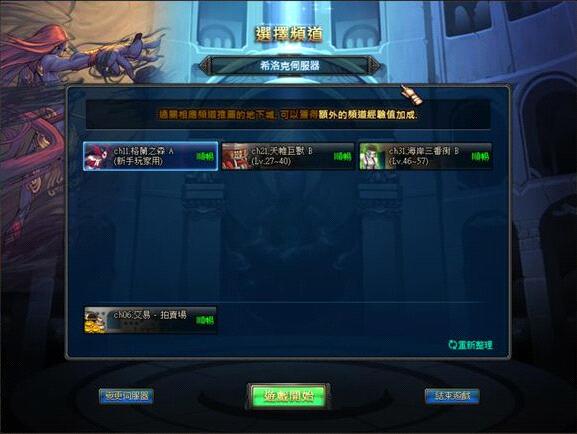 選擇頻道
希洛克伺服器
通關相應頻道推薦的地下城, 可以獲得額外的頻道經驗值加成.
ch11.格蘭之森 A
(新手玩家用)
順暢
ch21.天帷巨獸 B
(Lv.27~40)
順暢
ch31.海岸三番街 B
(Lv.46~57)
順暢
ch06.交易 - 拍賣場
順暢
重新整理
變更伺服器
遊戲開始
結束遊戲